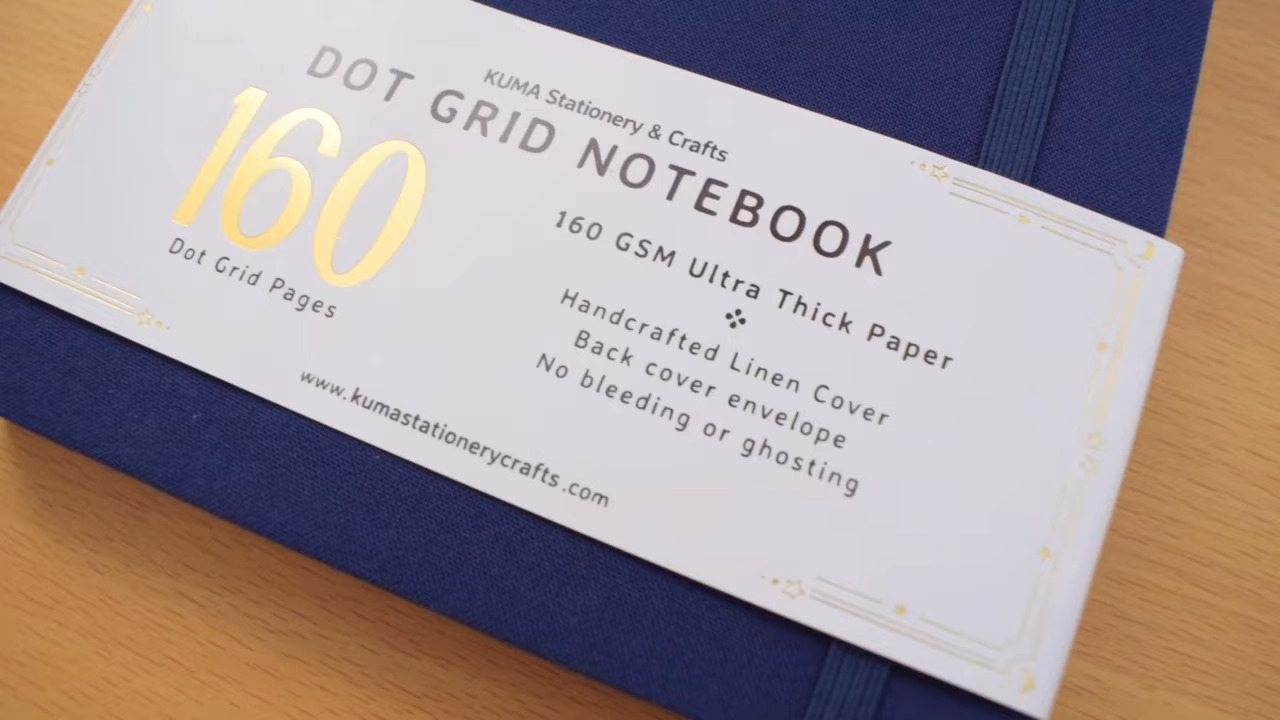 KUMA Stationery & Crafts
DOT GRID NOTEBOOK
160
Dot Grid Pages
160 GSM Ultra Thick Paper
Handcrafted Linen Cover
Back cover envelope
No bleeding or ghosting
www.kumastationerycrafts.com